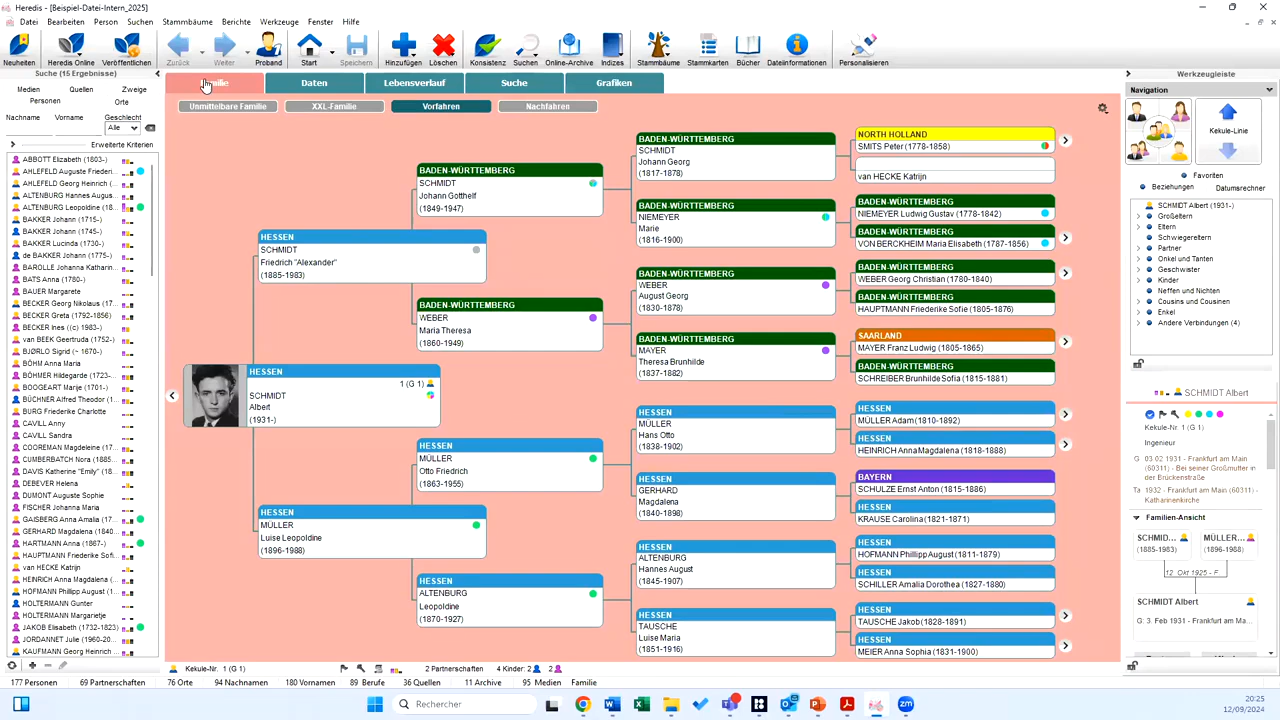 Heredis - [Beispiel-Datei-Intern_2025]
Datei Bearbeiten Person Suchen Stammbäume Berichte Werkzeuge Fenster Hilfe
Neuheiten Heredis Online Veröffentlichen Zurück Weiter Proband Start Speichern Hinzufügen Löschen Konsistenz Suchen Online-Archive Indizes Stammbäume Stammkarten Bücher Dateiinformationen Personalisieren
Suche (15 Ergebnisse)
Medien Quellen Zweige
Personen Orte
Nachname Vorname Geschlecht
Alle
Erweiterte Kriterien
ABBOTT Elizabeth (1803-)
AHLEFELD Auguste Friederi...
AHLEFELD Georg Heinrich (...
ALTENBURG Hannes Augus...
ALTENBURG Leopoldine (18...
BAKKER Johann (1715-)
BAKKER Johann (1745-)
BAKKER Lucinda (1730-)
de BAKKER Johann (1775-)
BAROLLE Johanna Katharin...
BATS Anna (1780-)
BAUER Margarete
BECKER Georg Nikolaus (17...
BECKER Greta (1792-1856)
BECKER Ines ((c) 1983-)
van BEEK Geertruda (1752-)
BJØRLO Sigrid (~ 1670-)
BÖHM Anna Maria
BÖHMER Hildegarde (1723-...
BOOGEART Marije (1701-)
BÜCHNER Alfred Theodor (1...
BURG Friederike Charlotte
CAVILL Anny
CAVILL Sandra
COOREMAN Magdeleine (17...
CUMBERBATCH Nora (1855...
DAVIS Katherine "Emily" (18...
DEBEVER Helena
DUMONT Auguste Sophie
FISCHER Johanna Maria
GAISBERG Anna Amalia (17...
GERHARD Magdalena (1840...
HARTMANN Anna (1887-)
HAUPTMANN Friederike Sofi...
van HECKE Katrijn
HEINRICH Anna Magdalena (...
HOFMANN Phillipp August (1...
HOLTERMANN Gunter
HOLTERMANN Margarietje
JAKOB Elisabeth (1732-1823)
JORDANNET Julie (1960-20...
KAUFMANN Georg Heinrich (...
Familie Daten Lebensverlauf Suche Grafiken
Unmittelbare Familie XXL-Familie Vorfahren Nachfahren
HESSEN
1 (G 1)
SCHMIDT
Albert
(1931-)
HESSEN
SCHMIDT
Friedrich "Alexander"
(1885-1983)
HESSEN
MÜLLER
Luise Leopoldine
(1896-1988)
BADEN-WÜRTTEMBERG
SCHMIDT
Johann Gotthelf
(1849-1947)
BADEN-WÜRTTEMBERG
WEBER
Maria Theresa
(1860-1949)
HESSEN
MÜLLER
Otto Friedrich
(1863-1955)
HESSEN
ALTENBURG
Leopoldine
(1870-1927)
BADEN-WÜRTTEMBERG
SCHMIDT
Johann Georg
(1817-1878)
BADEN-WÜRTTEMBERG
NIEMEYER
Marie
(1816-1900)
BADEN-WÜRTTEMBERG
WEBER
August Georg
(1830-1878)
BADEN-WÜRTTEMBERG
MAYER
Theresa Brunhilde
(1837-1882)
HESSEN
MÜLLER
Hans Otto
(1838-1902)
HESSEN
GERHARD
Magdalena
(1840-1898)
HESSEN
ALTENBURG
Hannes August
(1845-1907)
HESSEN
TAUSCHE
Luise Maria
(1851-1916)
NORTH HOLLAND
SMITS Peter (1778-1858)
van HECKE Katrijn
BADEN-WÜRTTEMBERG
NIEMEYER Ludwig Gustav (1778-1842)
BADEN-WÜRTTEMBERG
VON BERCKHEIM Maria Elisabeth (1787-1856)
BADEN-WÜRTTEMBERG
WEBER Georg Christian (1780-1840)
BADEN-WÜRTTEMBERG
HAUPTMANN Friederike Sofie (1805-1876)
SAARLAND
MAYER Franz Ludwig (1805-1865)
BADEN-WÜRTTEMBERG
SCHREIBER Brunhilde Sofia (1815-1881)
HESSEN
MÜLLER Adam (1810-1892)
HESSEN
HEINRICH Anna Magdalena (1818-1888)
BAYERN
SCHULZE Ernst Anton (1815-1886)
HESSEN
KRAUSE Carolina (1821-1871)
HESSEN
HOFMANN Phillipp August (1811-1879)
HESSEN
SCHILLER Amalia Dorothea (1827-1880)
HESSEN
TAUSCHE Jakob (1828-1891)
HESSEN
MEIER Anna Sophia (1831-1900)
Werkzeugleiste
Navigation
Kekule-Linie
Favoriten
Beziehungen Datumsrechner
SCHMIDT Albert (1931-)
Großeltern
Eltern
Schwiegereltern
Partner
Onkel und Tanten
Geschwister
Kinder
Neffen und Nichten
Cousins und Cousinen
Enkel
Andere Verbindungen (4)
SCHMIDT Albert
Kekule-Nr. 1 (G 1)
Ingenieur
G 03.02 1931 - Frankfurt am Main (60311) - Bei seiner Großmutter in der Brückenstraße
Ta 1932 - Frankfurt am Main (60311) - Katharinenkirche
Familien-Ansicht
SCHMID... MÜLLER...
(1885-1983) (1896-1988)
12 Okt 1925 - F...
SCHMIDT Albert
G: 3. Feb 1931 - Frankfurt am Ma...
Kekule-Nr. 1 (G 1) 2 Partnerschaften 4 Kinder: 2 2
177 Personen 69 Partnerschaften 76 Orte 94 Nachnamen 180 Vornamen 89 Berufe 36 Quellen 11 Archive 95 Medien Familie
Rechercher
20:25
12/09/2024